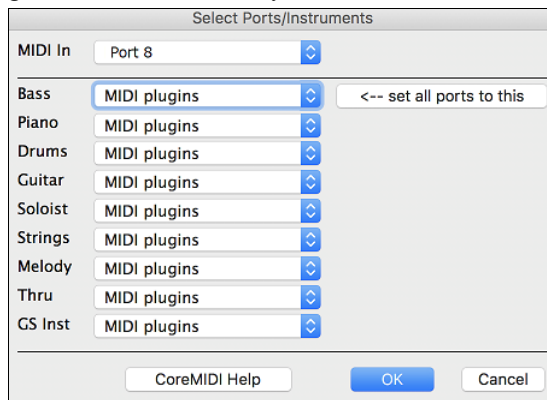 Select Ports/Instruments
MIDI In Port 8
Bass MIDI plugins <-- set all ports to this
Piano MIDI plugins
Drums MIDI plugins
Guitar MIDI plugins
Soloist MIDI plugins
Strings MIDI plugins
Melody MIDI plugins
Thru MIDI plugins
GS Inst MIDI plugins
CoreMIDI Help OK Cancel